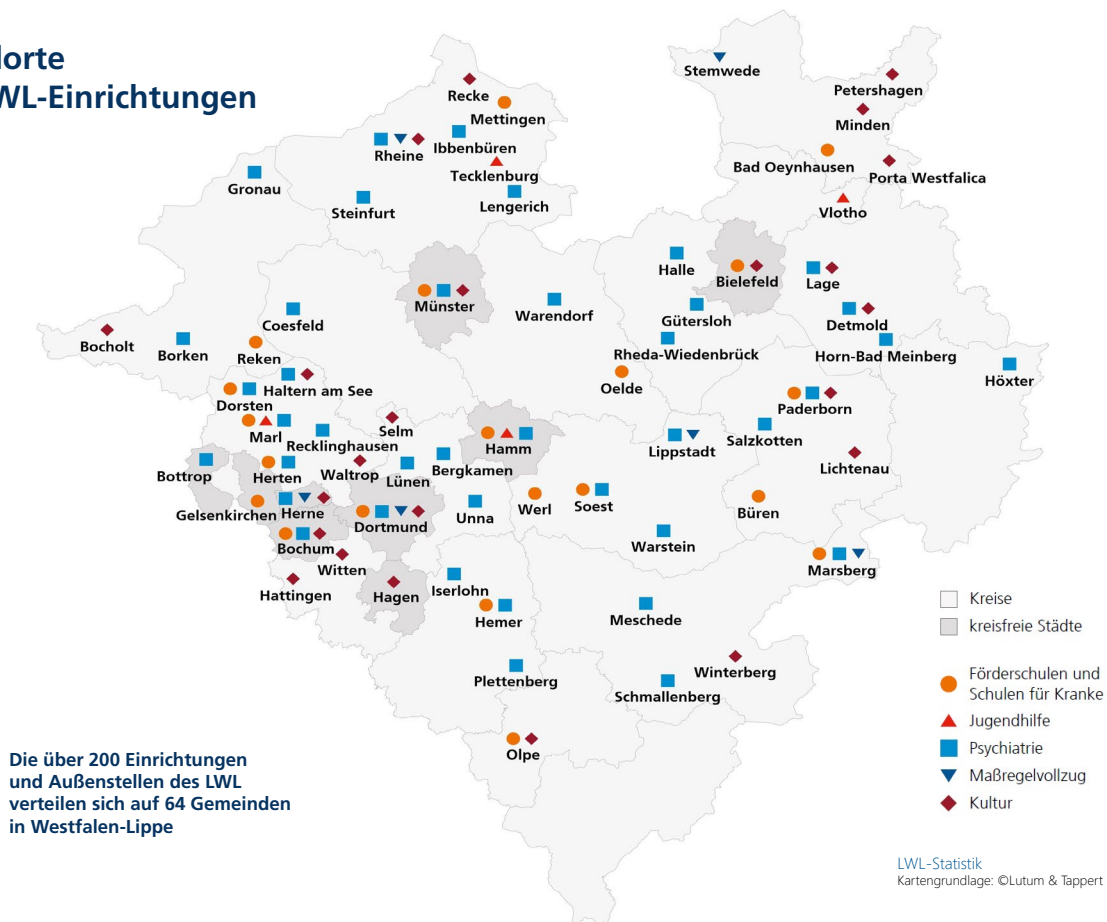 lorte
WL-Einrichtungen
Stemwede
Petershagen
Recke
Mettingen
Minden
Rheine
Ibbenbüren
Bad Oeynhausen
Porta Westfalica
Tecklenburg
Gronau
Steinfurt
Lengerich
Vlotho
Halle
Bielefeld
Lage
Münster
Warendorf
Gütersloh
Detmold
Coesfeld
Bocholt
Borken
Reken
Rheda-Wiedenbrück
Horn-Bad Meinberg
Höxter
Haltern am See
Oelde
Dorsten
Paderborn
Marl
Recklinghausen
Selm
Hamm
Lippstadt
Salzkotten
Bottrop
Herten
Waltrop
Lünen
Bergkamen
Lichtenau
Gelsenkirchen
Herne
Dortmund
Unna
Werl
Soest
Büren
Bochum
Warstein
Witten
Marsberg
Hattingen
Hagen
Iserlohn
Hemer
Meschede
Plettenberg
Winterberg
Schmallenberg
Olpe
Kreise
kreisfreie Städte
Förderschulen und
Schulen für Kranke
Jugendhilfe
Psychiatrie
Maßregelvollzug
Kultur
Die über 200 Einrichtungen
und Außenstellen des LWL
verteilen sich auf 64 Gemeinden
in Westfalen-Lippe
LWL-Statistik
Kartengrundlage: ©Lutum & Tappert